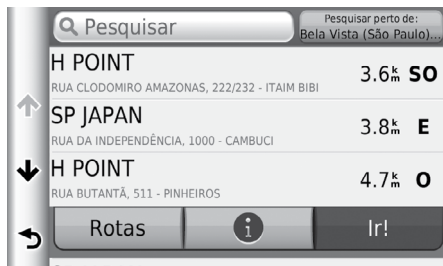 Pesquisar
Pesquisar perto de:
Bela Vista (São Paulo)...
H POINT
RUA CLODOMIRO AMAZONAS, 222/232 - ITAIM BIBI
3.6 km SO
SP JAPAN
RUA DA INDEPENDÊNCIA, 1000 - CAMBUCI
3.8 km E
H POINT
RUA BUTANTÃ, 511 - PINHEIROS
4.7 km O
Rotas
i
Ir!